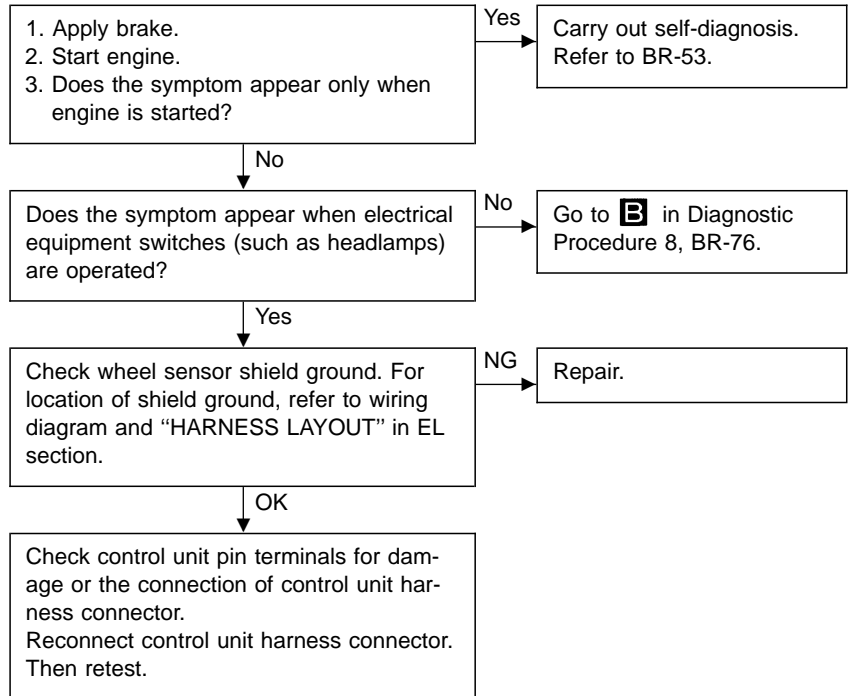 1. Apply brake.
2. Start engine.
3. Does the symptom appear only when
engine is started?
Yes
Carry out self-diagnosis.
Refer to BR-53.
No
Does the symptom appear when electrical
equipment switches (such as headlamps)
are operated?
No
Go to B in Diagnostic
Procedure 8, BR-76.
Yes
Check wheel sensor shield ground. For
location of shield ground, refer to wiring
diagram and ‘‘HARNESS LAYOUT’’ in EL
section.
NG
Repair.
OK
Check control unit pin terminals for dam-
age or the connection of control unit har-
ness connector.
Reconnect control unit harness connector.
Then retest.